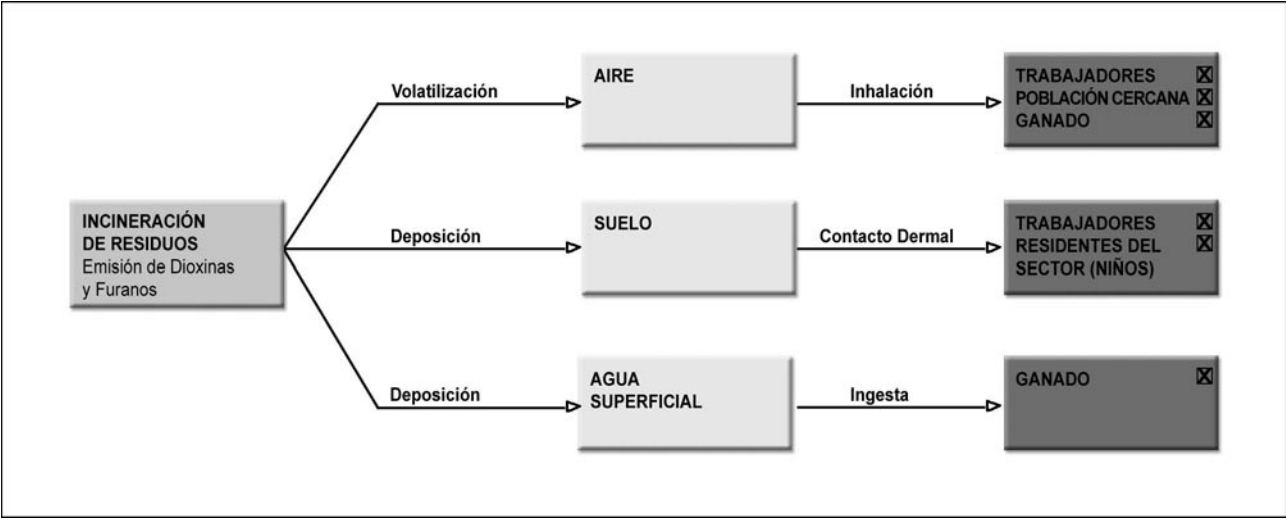 INCINERACIÓN
DE RESIDUOS
Emisión de Dioxinas
y Furanos
Volatilización
AIRE
Inhalación
TRABAJADORES
POBLACIÓN CERCANA
GANADO
Deposición
SUELO
Contacto Dermal
TRABAJADORES
RESIDENTES DEL
SECTOR (NIÑOS)
Deposición
AGUA
SUPERFICIAL
Ingesta
GANADO